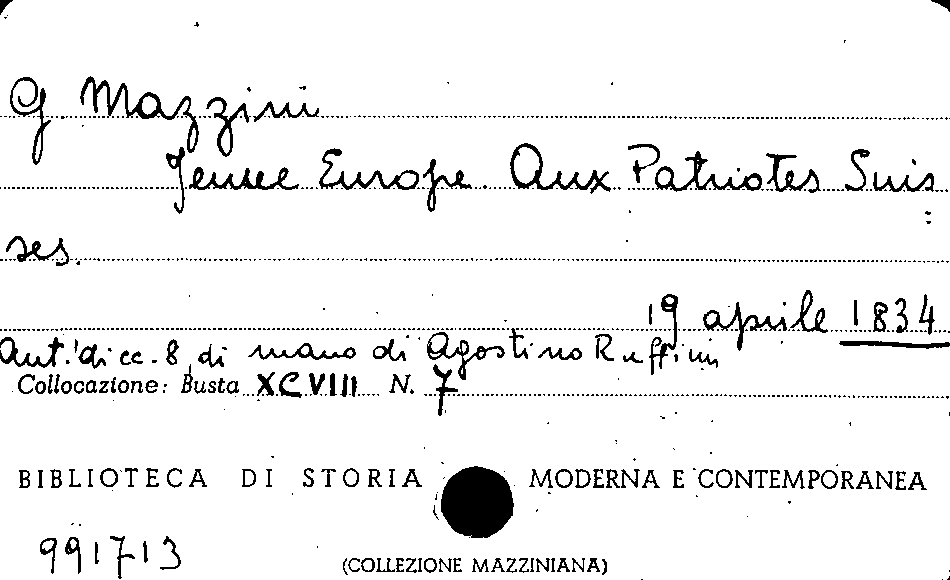 G. Mazzini
Jeune Europe. Aux Patriotes Suis=
ses.
19 aprile 1834
Aut. di cc. 8, di mano di Agostino Ruffini
Collocazione: Busta XCVIII N. 7
BIBLIOTECA DI STORIA MODERNA E CONTEMPORANEA
991713
(COLLEZIONE MAZZINIANA)